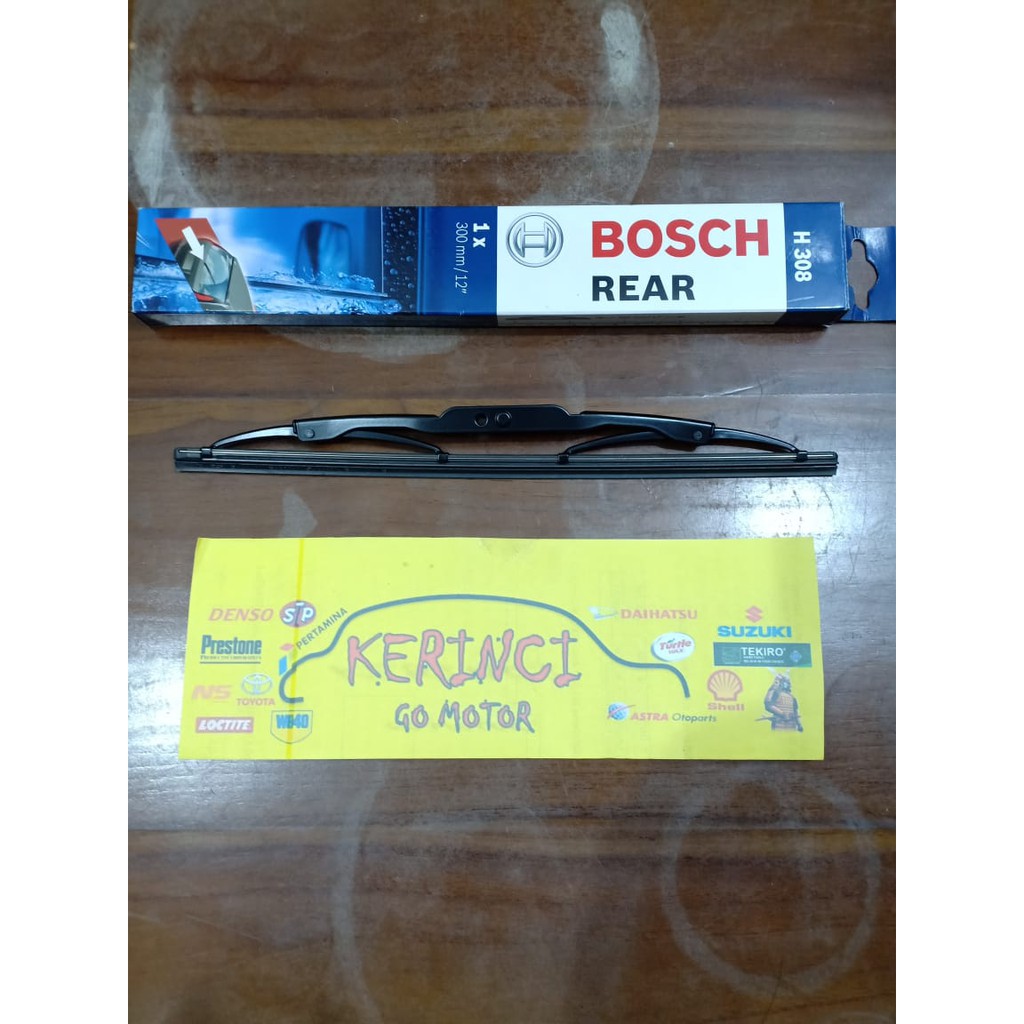 1 x
300 mm / 12"
BOSCH
REAR
H 308
DENSO
STP
PERTAMINA
Prestone
NS
TOYOTA
LOCTITE
WD40
KERINCI
GO MOTOR
DAIHATSU
SUZUKI
Turtle
WAX
TEKIRO
Shell
ASTRA Otoparts